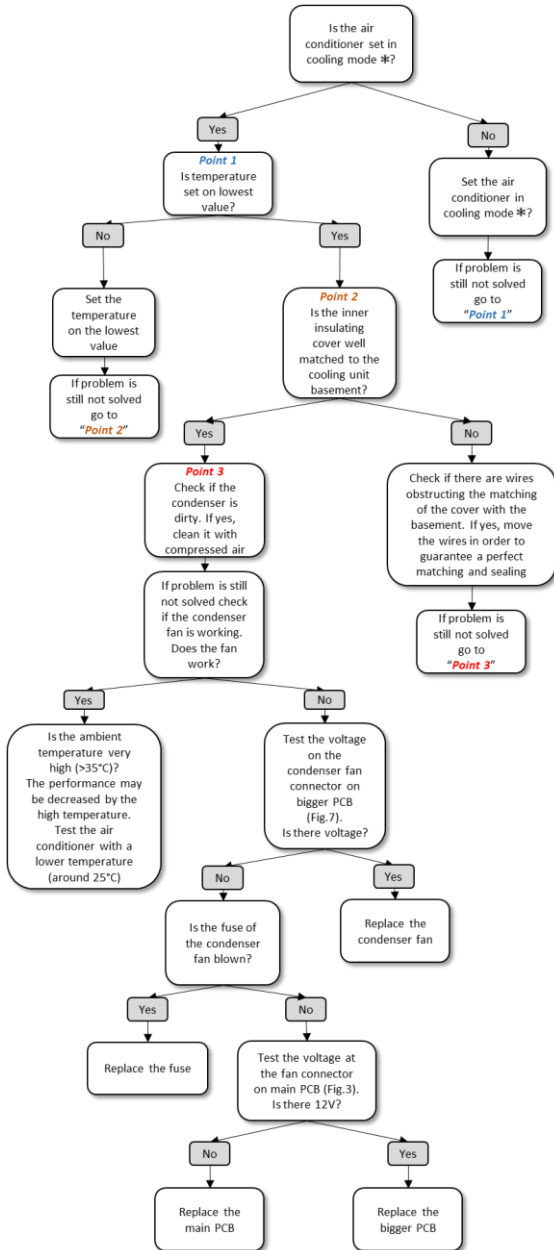 Is the air
conditioner set in
cooling mode *?
Yes
No
Point 1
Is temperature
set on lowest
value?
Set the air
conditioner in
cooling mode *?
No
Yes
If problem is
still not solved
go to
"Point 1"
Set the
temperature
on the lowest
value
Point 2
Is the inner
insulating
cover well
matched to the
cooling unit
basement?
If problem is
still not solved
go to
"Point 2"
Yes
No
Point 3
Check if the
condenser is
dirty. If yes,
clean it with
compressed air
Check if there are wires
obstructing the matching
of the cover with the
basement. If yes, move
the wires in order to
guarantee a perfect
matching and sealing
If problem is still
not solved check
if the condenser
fan is working.
Does the fan
work?
If problem is
still not solved
go to
"Point 3"
Yes
No
Is the ambient
temperature very
high (>35°C)?
The performance may
be decreased by the
high temperature.
Test the air
conditioner with a
lower temperature
(around 25°C)
Test the voltage
on the
condenser fan
connector on
bigger PCB
(Fig.7).
Is there voltage?
No
Yes
Is the fuse of
the condenser
fan blown?
Replace the
condenser fan
Yes
No
Replace the fuse
Test the voltage at
the fan connector
on main PCB (Fig.3).
Is there 12V?
No
Yes
Replace the
main PCB
Replace the
bigger PCB